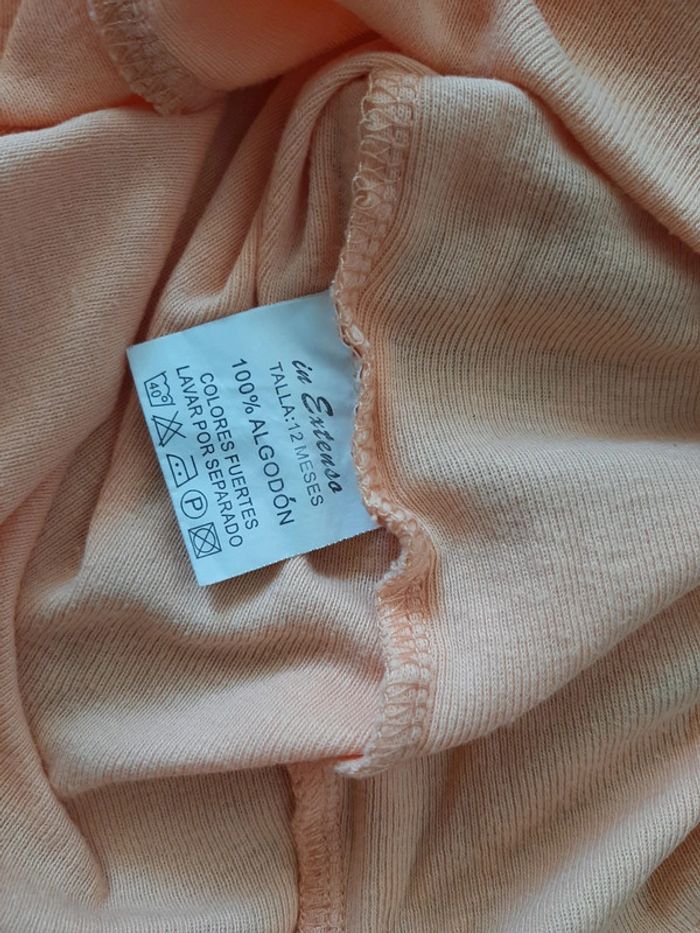 in Extenso
TALLA:12 MESES
100% ALGODÓN
COLORES FUERTES
LAVAR POR SEPARADO
40° P